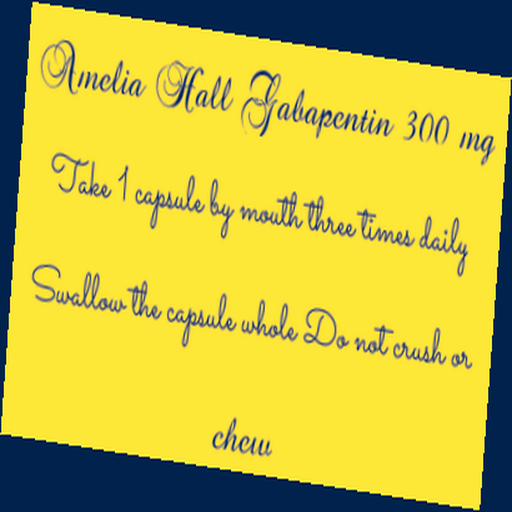 Amelia Hall Gabapentin 300 mg
Take 1 capsule by mouth three times daily
Swallow the capsule whole Do not crush or
chew